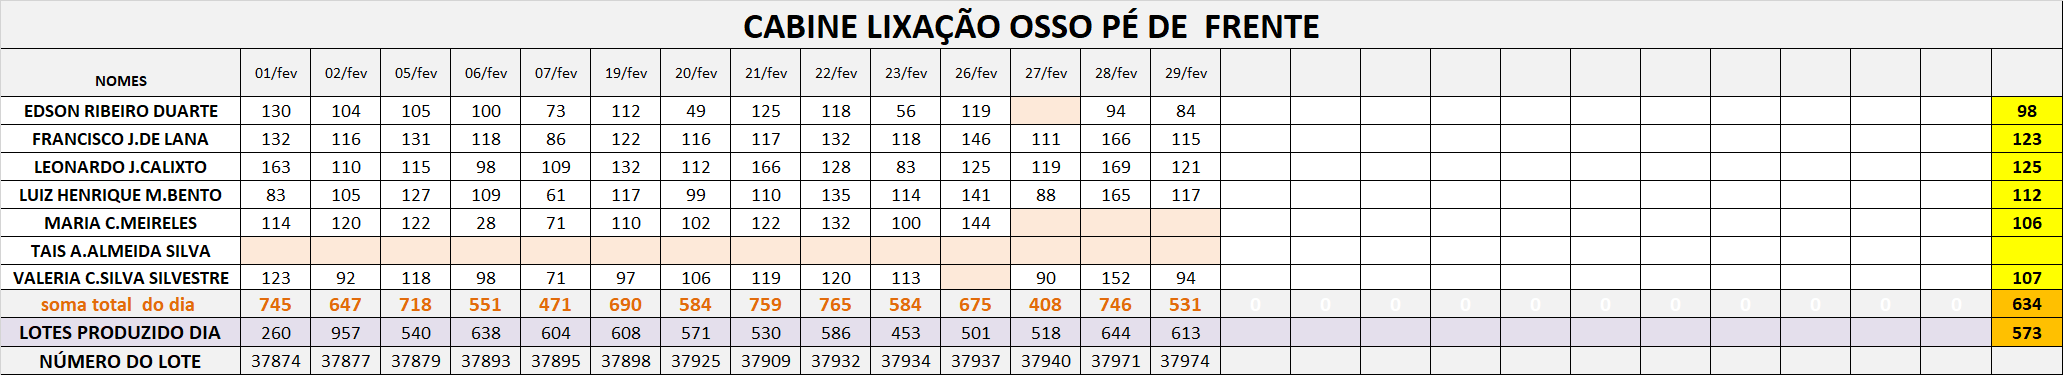 CABINE LIXAÇÃO OSSO PÉ DE  FRENTE
NOMES 01/fev 02/fev 05/fev 06/fev 07/fev 19/fev 20/fev 21/fev 22/fev 23/fev 26/fev 27/fev 28/fev 29/fev
EDSON RIBEIRO DUARTE 130 104 105 100 73 112 49 125 118 56 119 94 84 98
FRANCISCO J.DE LANA 132 116 131 118 86 122 116 117 132 118 146 111 166 115 123
LEONARDO J.CALIXTO 163 110 115 98 109 132 112 166 128 83 125 119 169 121 125
LUIZ HENRIQUE M.BENTO 83 105 127 109 61 117 99 110 135 114 141 88 165 117 112
MARIA C.MEIRELES 114 120 122 28 71 110 102 122 132 100 144 106
TAIS A.ALMEIDA SILVA
VALERIA C.SILVA SILVESTRE 123 92 118 98 71 97 106 119 120 113 90 152 94 107
soma total  do dia 745 647 718 551 471 690 584 759 765 584 675 408 746 531 0 0 0 0 0 0 0 0 0 0 0 634
LOTES PRODUZIDO DIA 260 957 540 638 604 608 571 530 586 453 501 518 644 613 573
NÚMERO DO LOTE 37874 37877 37879 37893 37895 37898 37925 37909 37932 37934 37937 37940 37971 37974